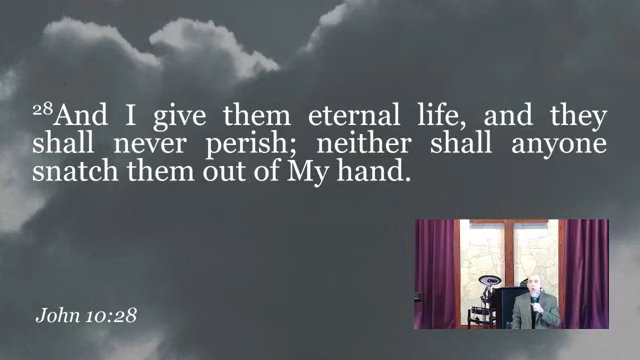 28And I give them eternal life, and they
shall never perish; neither shall anyone
snatch them out of My hand.
John 10:28